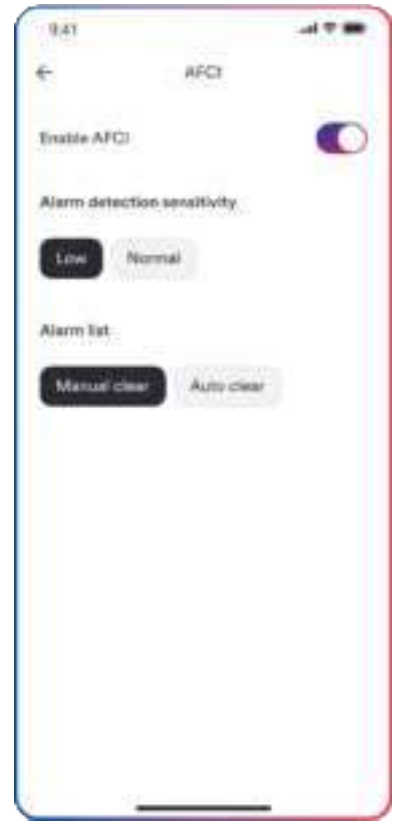 9:41
AFCI
Enable AFCI
Alarm detection sensitivity
Low Normal
Alarm list
Manual clear Auto clear